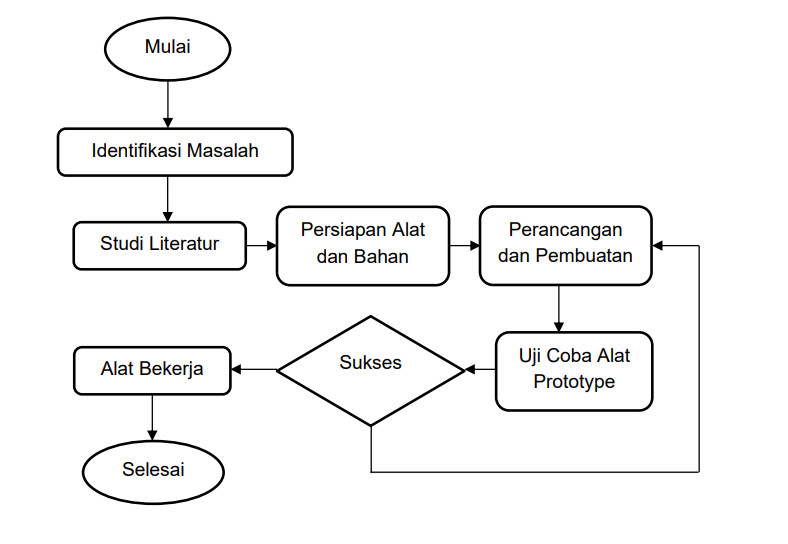 Mulai
Identifikasi Masalah
Studi Literatur
Persiapan Alat
dan Bahan
Perancangan
dan Pembuatan
Uji Coba Alat
Prototype
Sukses
Alat Bekerja
Selesai